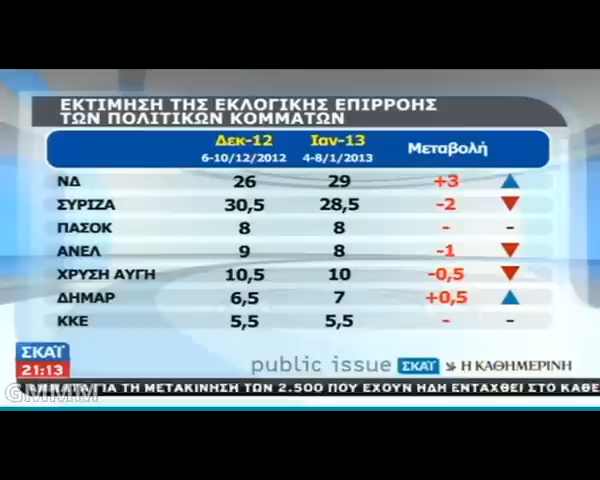 ΕΚΤΙΜΗΣΗ ΤΗΣ ΕΚΛΟΓΙΚΗΣ ΕΠΙΡΡΟΗΣ
ΤΩΝ ΠΟΛΙΤΙΚΩΝ ΚΟΜΜΑΤΩΝ
Δεκ-12 Ιαν-13 Μεταβολή
6-10/12/2012 4-8/1/2013
ΝΔ 26 29 +3
ΣΥΡΙΖΑ 30,5 28,5 -2
ΠΑΣΟΚ 8 8 - -
ΑΝΕΛ 9 8 -1
ΧΡΥΣΗ ΑΥΓΗ 10,5 10 -0,5
ΔΗΜΑΡ 6,5 7 +0,5
ΚΚΕ 5,5 5,5 - -
ΣΚΑΪ
21:13
public issue ΣΚΑΪ Η ΚΑΘΗΜΕΡΙΝΗ
ΓΙΑ ΤΗ ΜΕΤΑΚΙΝΗΣΗ ΤΩΝ 2.500 ΠΟΥ ΕΧΟΥΝ ΗΔΗ ΕΝΤΑΧΘΕΙ ΣΤΟ ΚΑΘΕ
GMMM